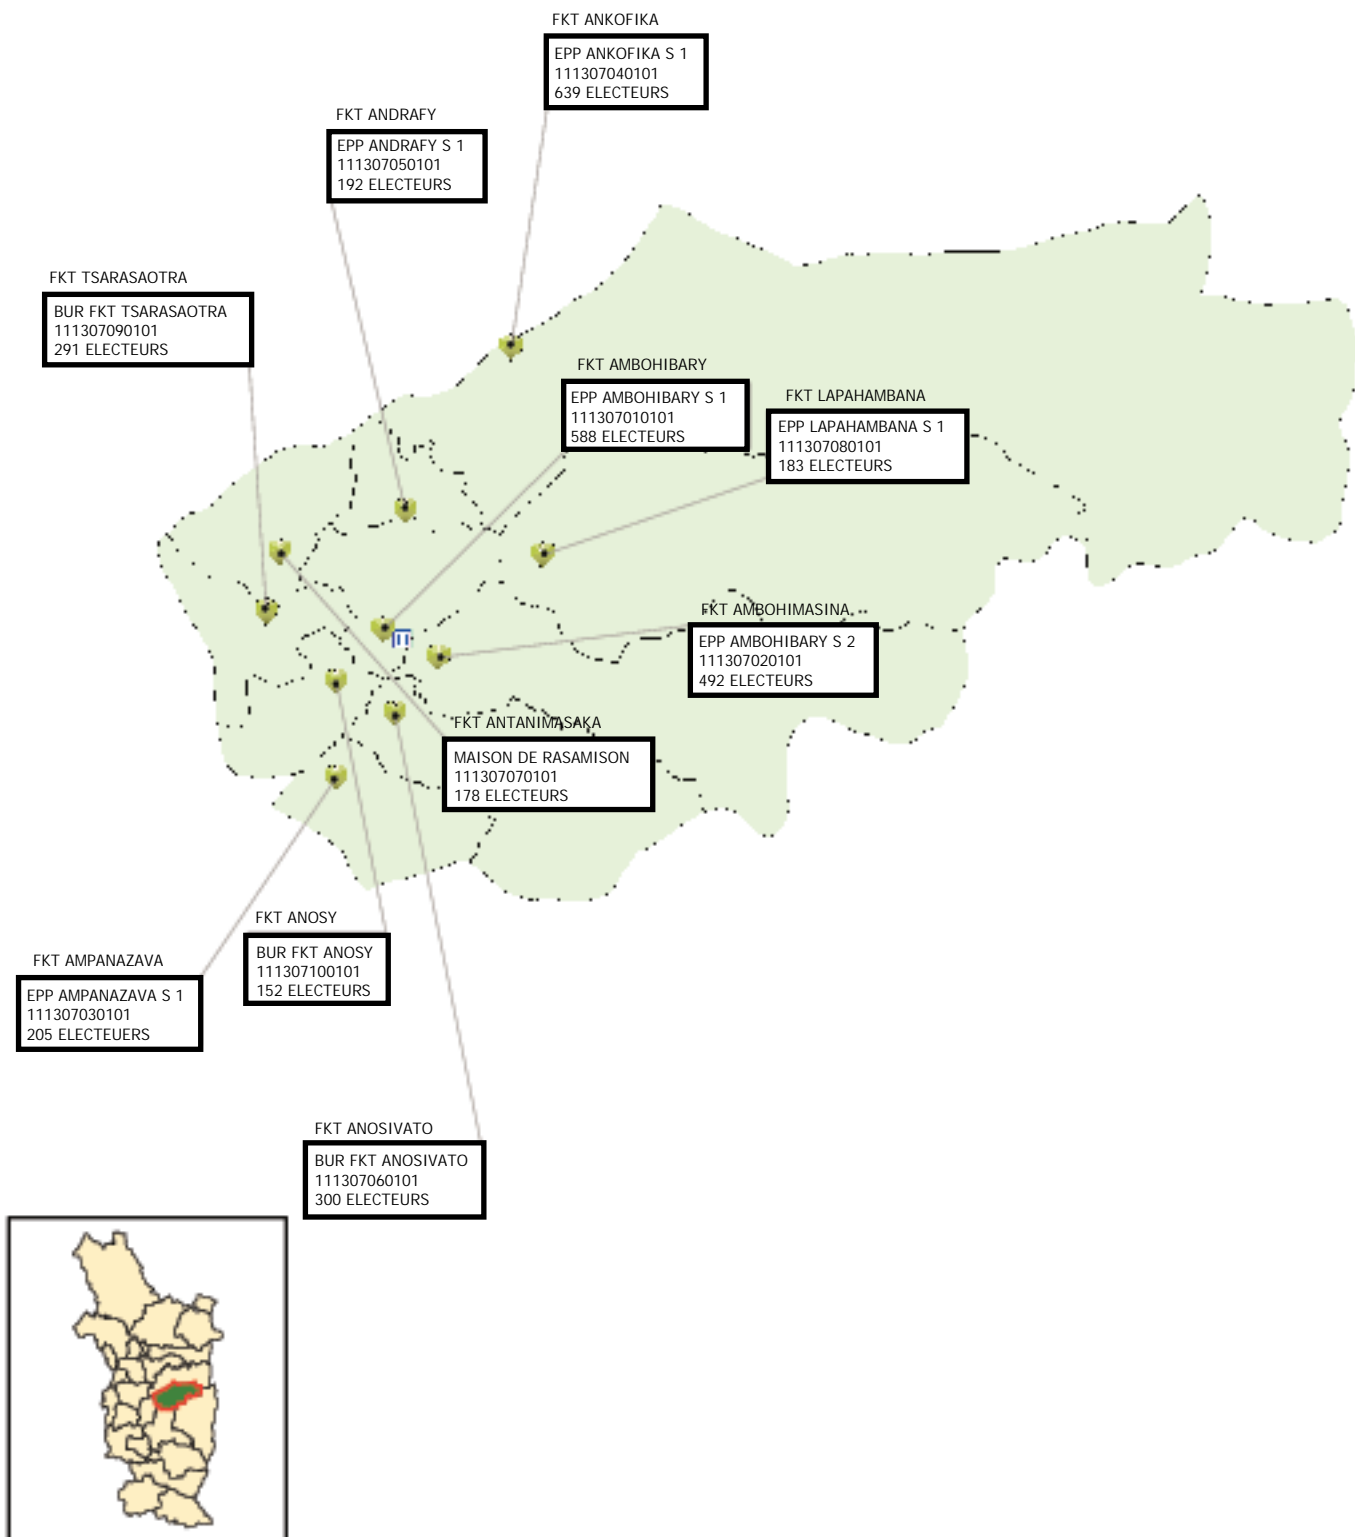 FKT ANKOFIKA
EPP ANKOFIKA S 1
111307040101
639 ELECTEURS
FKT ANDRAFY
EPP ANDRAFY S 1
111307050101
192 ELECTEURS
FKT TSARASAOTRA
BUR FKT TSARASAOTRA
111307090101
291 ELECTEURS
FKT AMBOHIBARY
EPP AMBOHIBARY S 1
111307010101
588 ELECTEURS
FKT LAPAHAMBANA
EPP LAPAHAMBANA S 1
111307080101
183 ELECTEURS
FKT AMBOHIMASINA
EPP AMBOHIBARY S 2
111307020101
492 ELECTEURS
FKT ANTANIMASAKA
MAISON DE RASAMISON
111307070101
178 ELECTEURS
FKT ANOSY
BUR FKT ANOSY
111307100101
152 ELECTEURS
FKT AMPANAZAVA
EPP AMPANAZAVA S 1
111307030101
205 ELECTEUERS
FKT ANOSIVATO
BUR FKT ANOSIVATO
111307060101
300 ELECTEURS